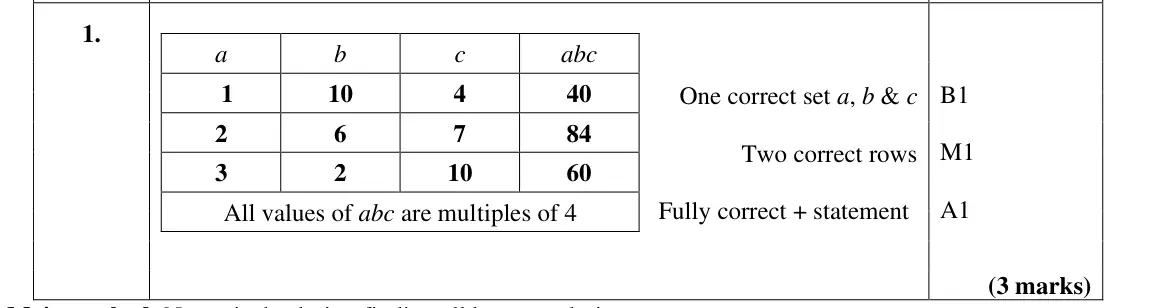 1.
a b c abc
1 10 4 40 One correct set a, b & c B1
2 6 7 84 Two correct rows M1
3 2 10 60
All values of abc are multiples of 4 Fully correct + statement A1
(3 marks)